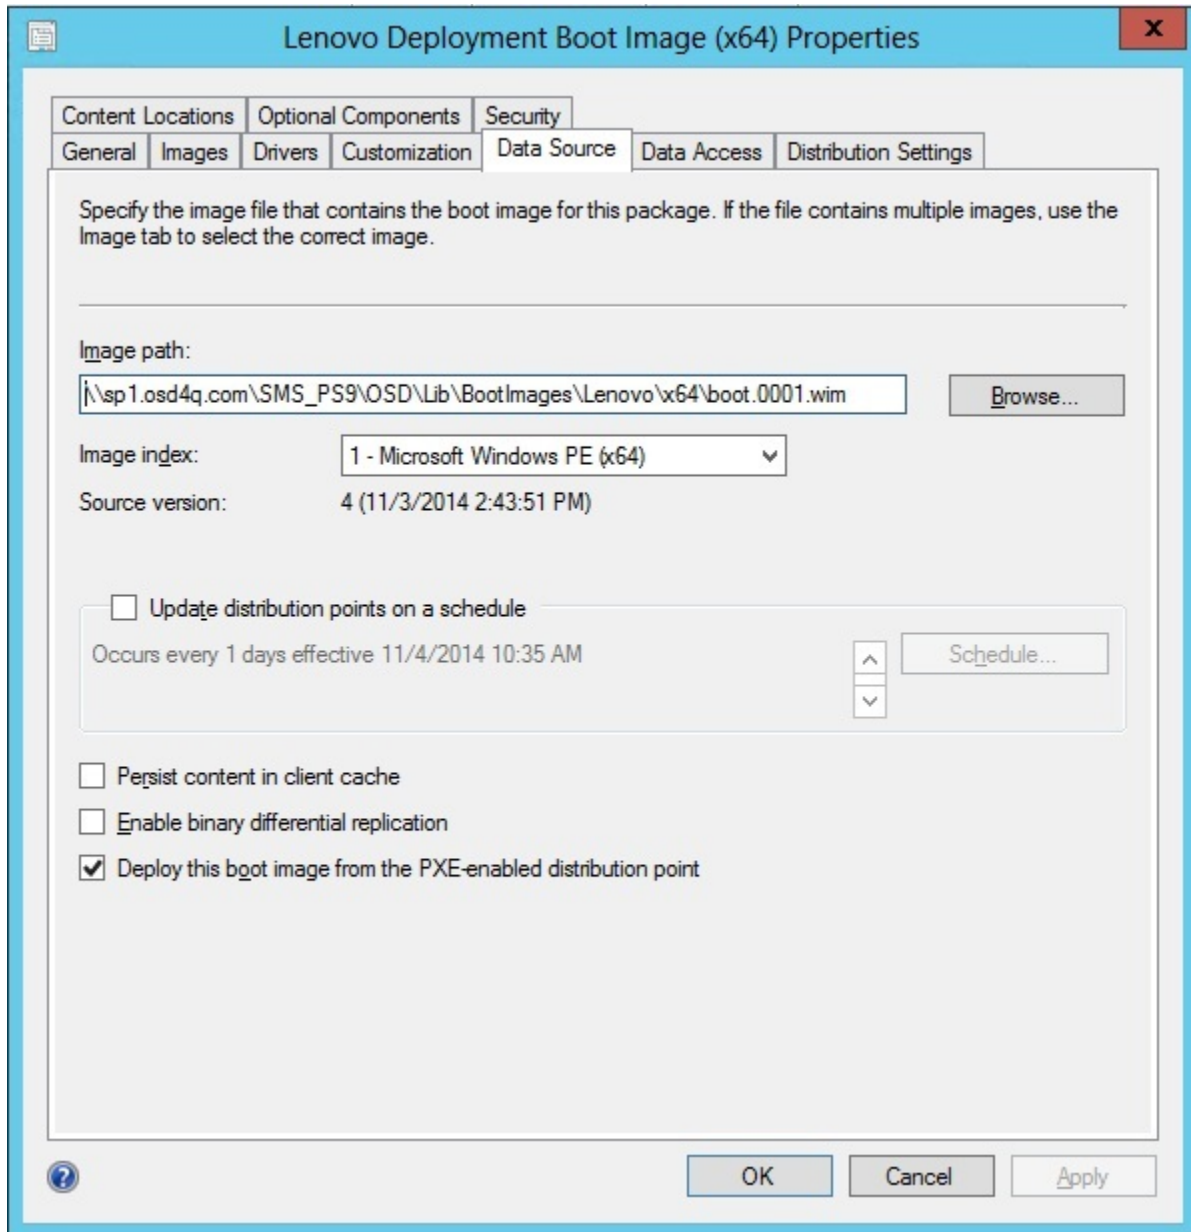 Lenovo Deployment Boot Image (x64) Properties
x
Content Locations Optional Components Security
General Images Drivers Customization Data Source Data Access Distribution Settings
Specify the image file that contains the boot image for this package. If the file contains multiple images, use the
Image tab to select the correct image.
Image path:
\\sp1.osd4q.com\SMS_PS9\OSD\Lib\BootImages\Lenovo\x64\boot.0001.wim Browse...
Image index: 1 - Microsoft Windows PE (x64)
Source version: 4 (11/3/2014 2:43:51 PM)
Update distribution points on a schedule
Occurs every 1 days effective 11/4/2014 10:35 AM Schedule...
Persist content in client cache
Enable binary differential replication
Deploy this boot image from the PXE-enabled distribution point
? OK Cancel Apply